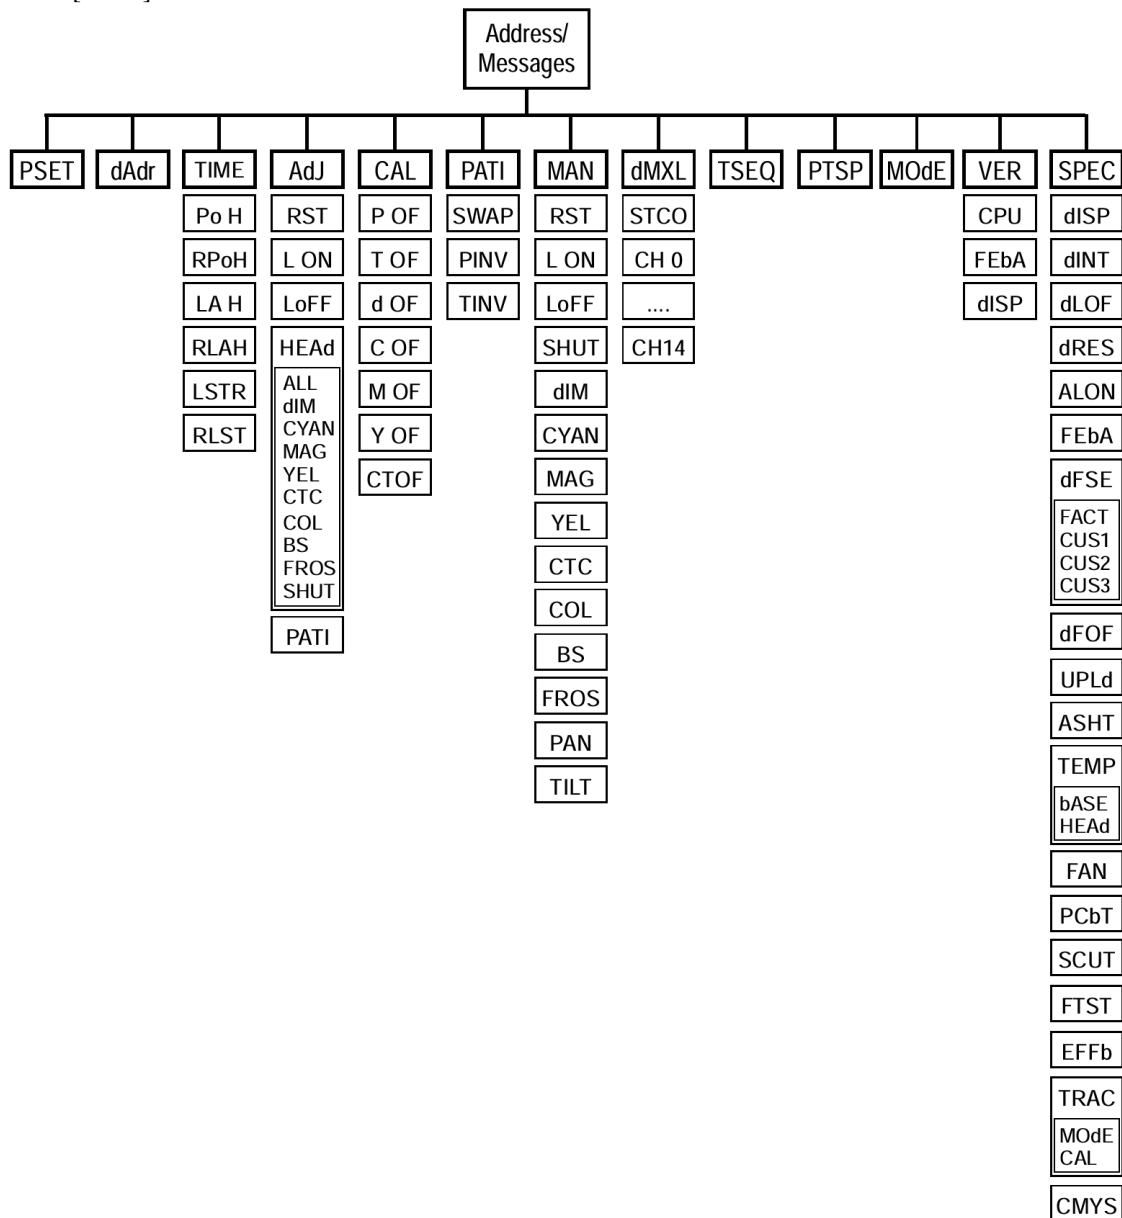 Address/
Messages
PSET
dAdr
TIME
Po H
RPoH
LA H
RLAH
LSTR
RLST
AdJ
RST
L ON
LoFF
HEAd
ALL
dIM
CYAN
MAG
YEL
CTC
COL
BS
FROS
SHUT
PATI
CAL
P OF
T OF
d OF
C OF
M OF
Y OF
CTOF
PATI
SWAP
PINV
TINV
MAN
RST
L ON
LoFF
SHUT
dIM
CYAN
MAG
YEL
CTC
COL
BS
FROS
PAN
TILT
dMXL
STCO
CH 0
....
CH14
TSEQ
PTSP
MOdE
VER
CPU
FEbA
dISP
SPEC
dISP
dINT
dLOF
dRES
ALON
FEbA
dFSE
FACT
CUS1
CUS2
CUS3
dFOF
UPLd
ASHT
TEMP
bASE
HEAd
FAN
PCbT
SCUT
FTST
EFFb
TRAC
MOdE
CAL
CMYS